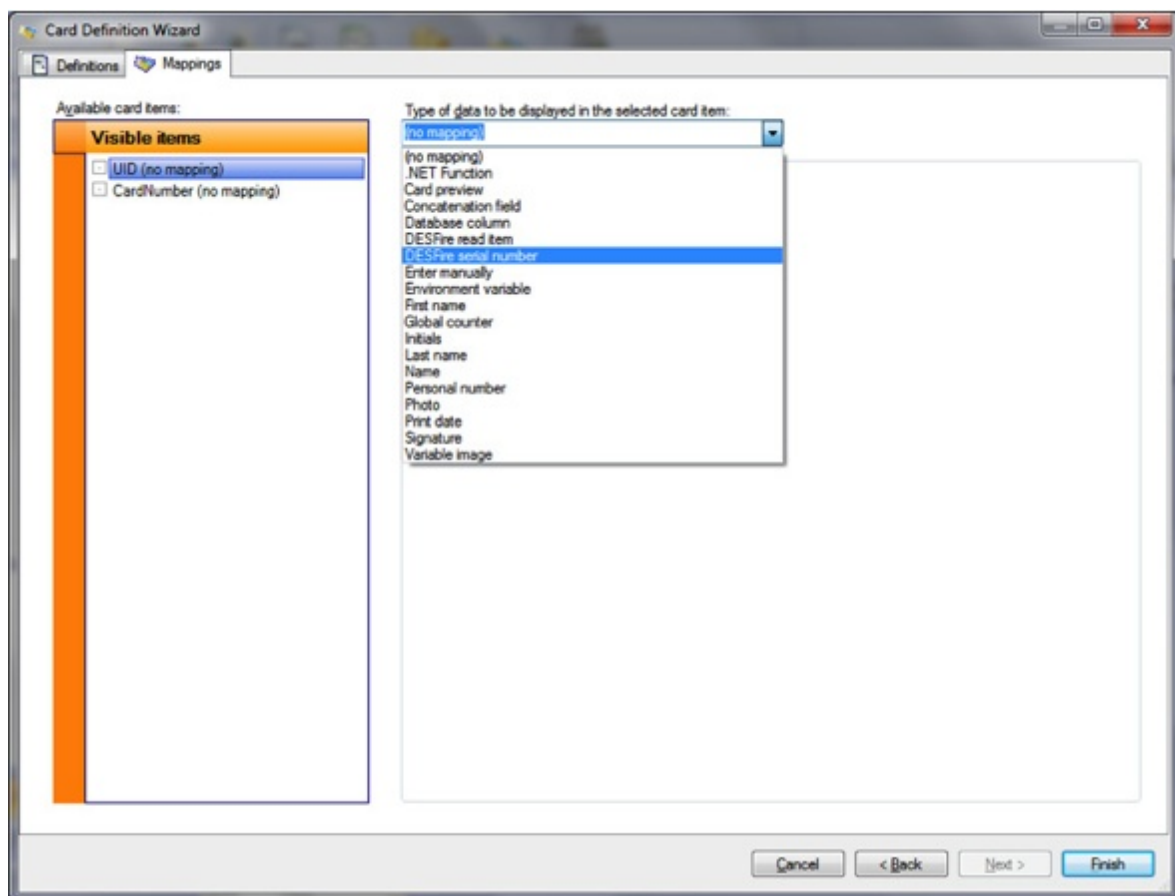 Card Definition Wizard
Definitions Mappings
Available card items:
Visible items
UID (no mapping)
CardNumber (no mapping)
Type of data to be displayed in the selected card item:
(no mapping)
(no mapping)
.NET Function
Card preview
Concatenation field
Database column
DESFire read item
DESFire serial number
Enter manually
Environment variable
First name
Global counter
Initials
Last name
Name
Personal number
Photo
Print date
Signature
Variable image
Cancel < Back Next > Finish